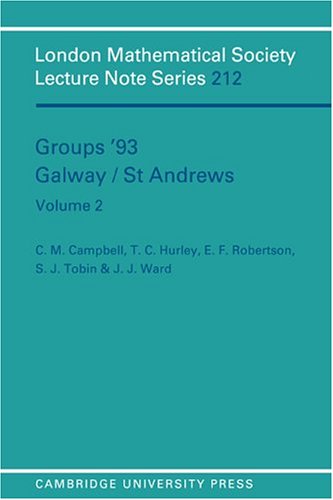 London Mathematical Society
Lecture Note Series 212
Groups '93
Galway / St Andrews
Volume 2
C. M. Campbell, T. C. Hurley, E. F. Robertson,
S. J. Tobin & J. J. Ward
CAMBRIDGE UNIVERSITY PRESS